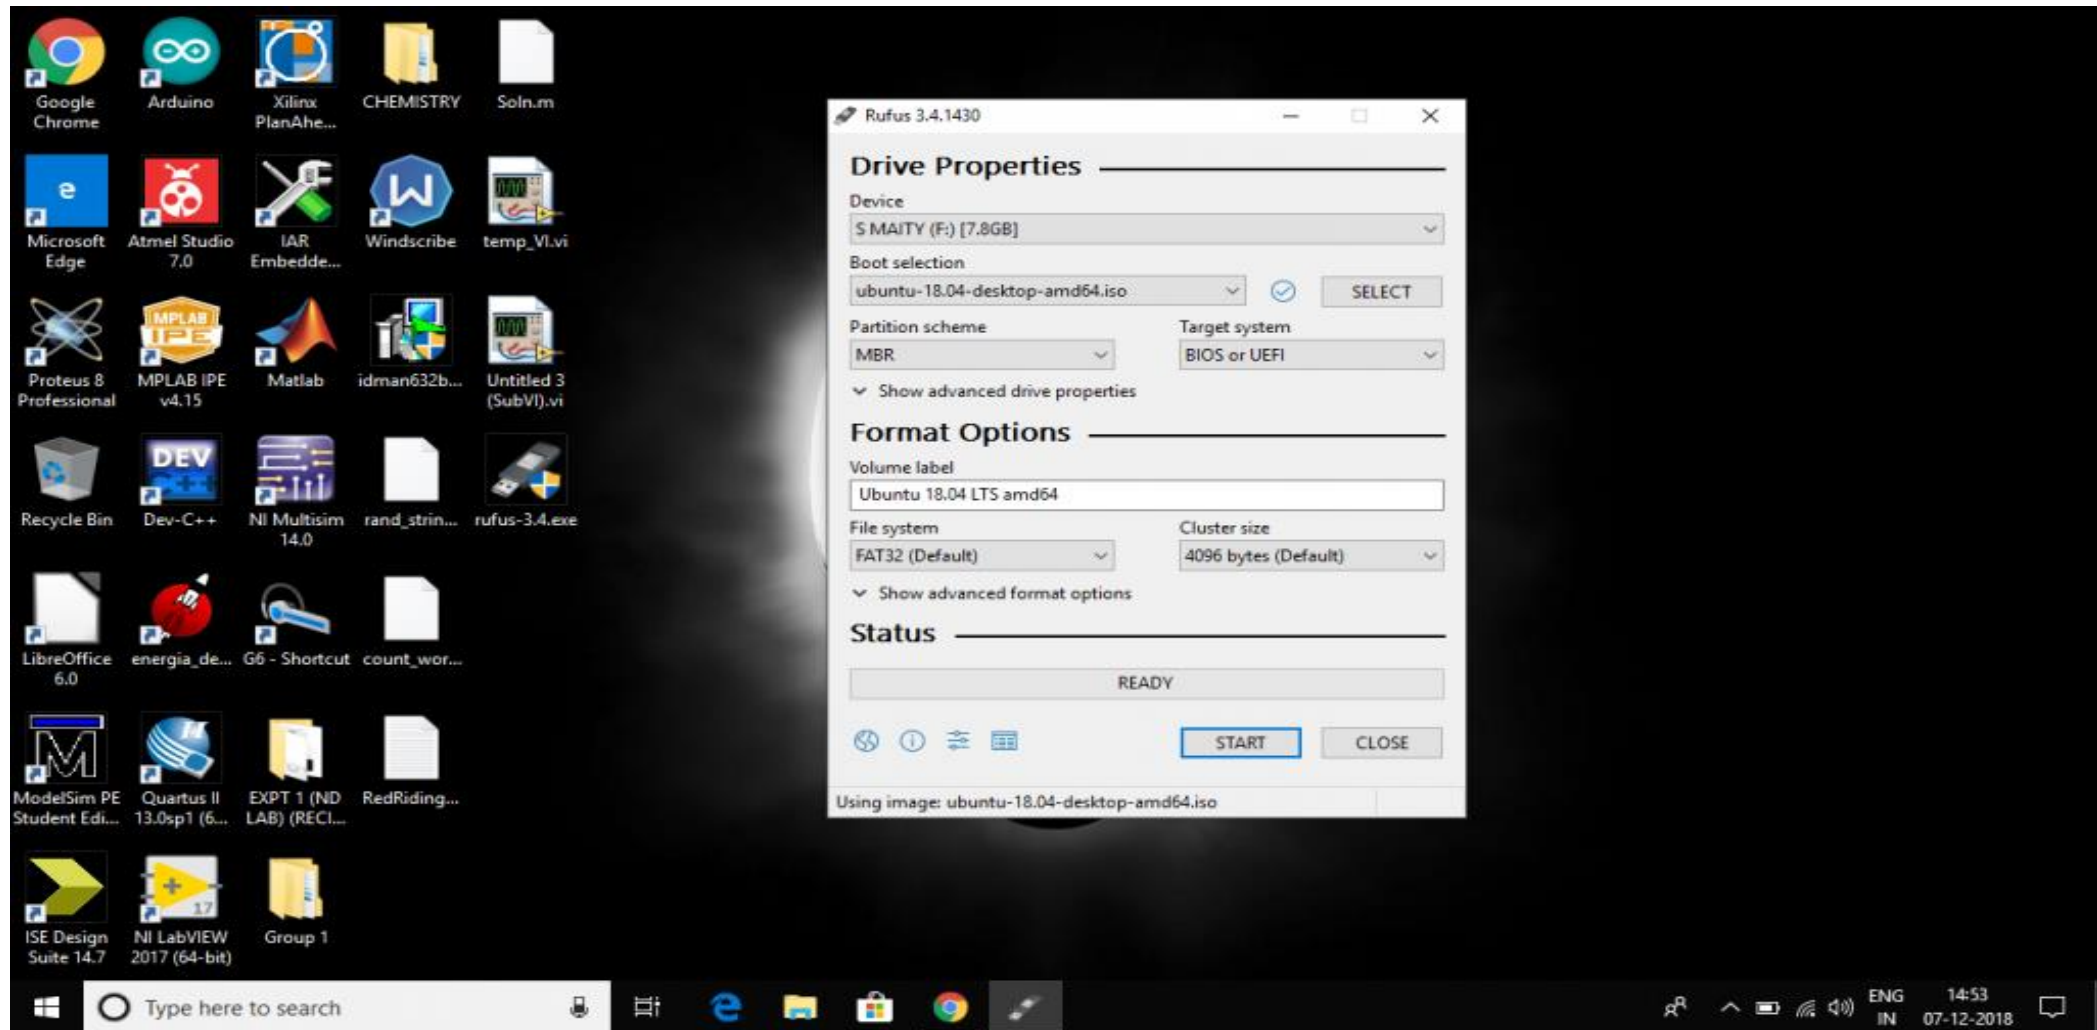 Google
Chrome
Arduino
Xilinx
PlanAhe...
CHEMISTRY
Soln.m
Microsoft
Edge
Atmel Studio
7.0
IAR
Embedde...
Windscribe
temp_VI.vi
MPLAB
IPE
Proteus 8
Professional
MPLAB IPE
v4.15
Matlab
idman632b...
Untitled 3
(SubVI).vi
DEV
C++
Recycle Bin
Dev-C++
NI Multisim
14.0
rand_strin...
rufus-3.4.exe
LibreOffice
6.0
energia_de...
G6 - Shortcut
count_wor...
M
ModelSim PE
Student Edi...
Quartus II
13.0sp1 (6...
EXPT 1 (ND
LAB) (RECI...
RedRiding...
17
ISE Design
Suite 14.7
NI LabVIEW
2017 (64-bit)
Group 1
Rufus 3.4.1430
Drive Properties
Device
S MAITY (F:) [7.8GB]
Boot selection
ubuntu-18.04-desktop-amd64.iso
SELECT
Partition scheme
Target system
MBR
BIOS or UEFI
Show advanced drive properties
Format Options
Volume label
Ubuntu 18.04 LTS amd64
File system
Cluster size
FAT32 (Default)
4096 bytes (Default)
Show advanced format options
Status
READY
START
CLOSE
Using image: ubuntu-18.04-desktop-amd64.iso
Type here to search
ENG
IN
14:53
07-12-2018